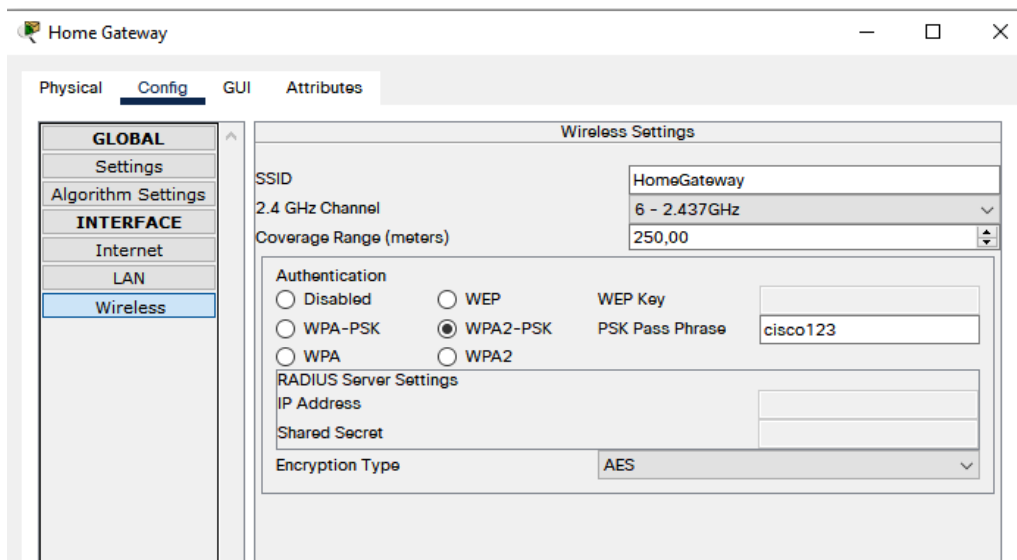 Home Gateway
Physical Config GUI Attributes
GLOBAL
Settings
Algorithm Settings
INTERFACE
Internet
LAN
Wireless
Wireless Settings
SSID HomeGateway
2.4 GHz Channel 6 - 2.437GHz
Coverage Range (meters) 250,00
Authentication
Disabled WEP WEP Key
WPA-PSK WPA2-PSK PSK Pass Phrase cisco123
WPA WPA2
RADIUS Server Settings
IP Address
Shared Secret
Encryption Type AES